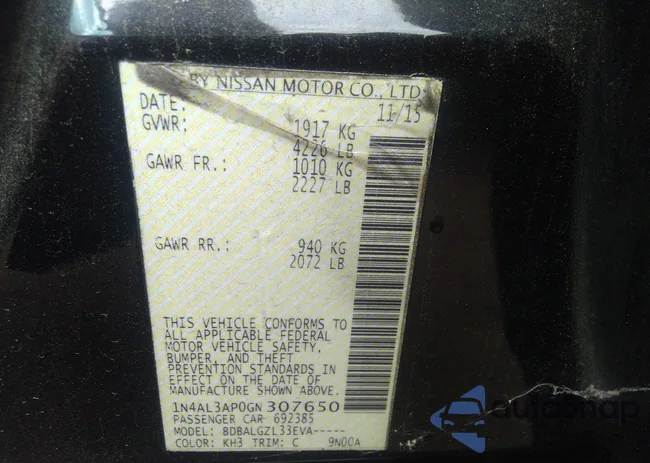 BY NISSAN MOTOR CO., LTD
DATE: 11/15
GVWR: 1917 KG
4226 LB
GAWR FR.: 1010 KG
2227 LB
GAWR RR.: 940 KG
2072 LB
THIS VEHICLE CONFORMS TO
ALL APPLICABLE FEDERAL
MOTOR VEHICLE SAFETY,
BUMPER, AND THEFT
PREVENTION STANDARDS IN
EFFECT ON THE DATE OF
MANUFACTURE SHOWN ABOVE.
1N4AL3AP0GN 307650
PASSENGER CAR 692385
MODEL: BDBALGZL33EVA-----
COLOR: KH3 TRIM: C 9N00A
autosnap